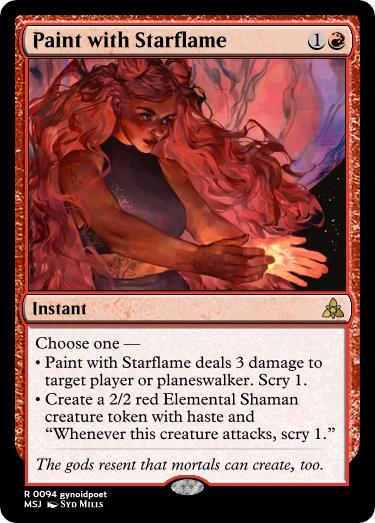 Paint with Starflame 1
Instant
Choose one —
• Paint with Starflame deals 3 damage to
target player or planeswalker. Scry 1.
• Create a 2/2 red Elemental Shaman
creature token with haste and
“Whenever this creature attacks, scry 1.”
The gods resent that mortals can create, too.
R 0094 gynoidpoet
MSJ SYD MILLS